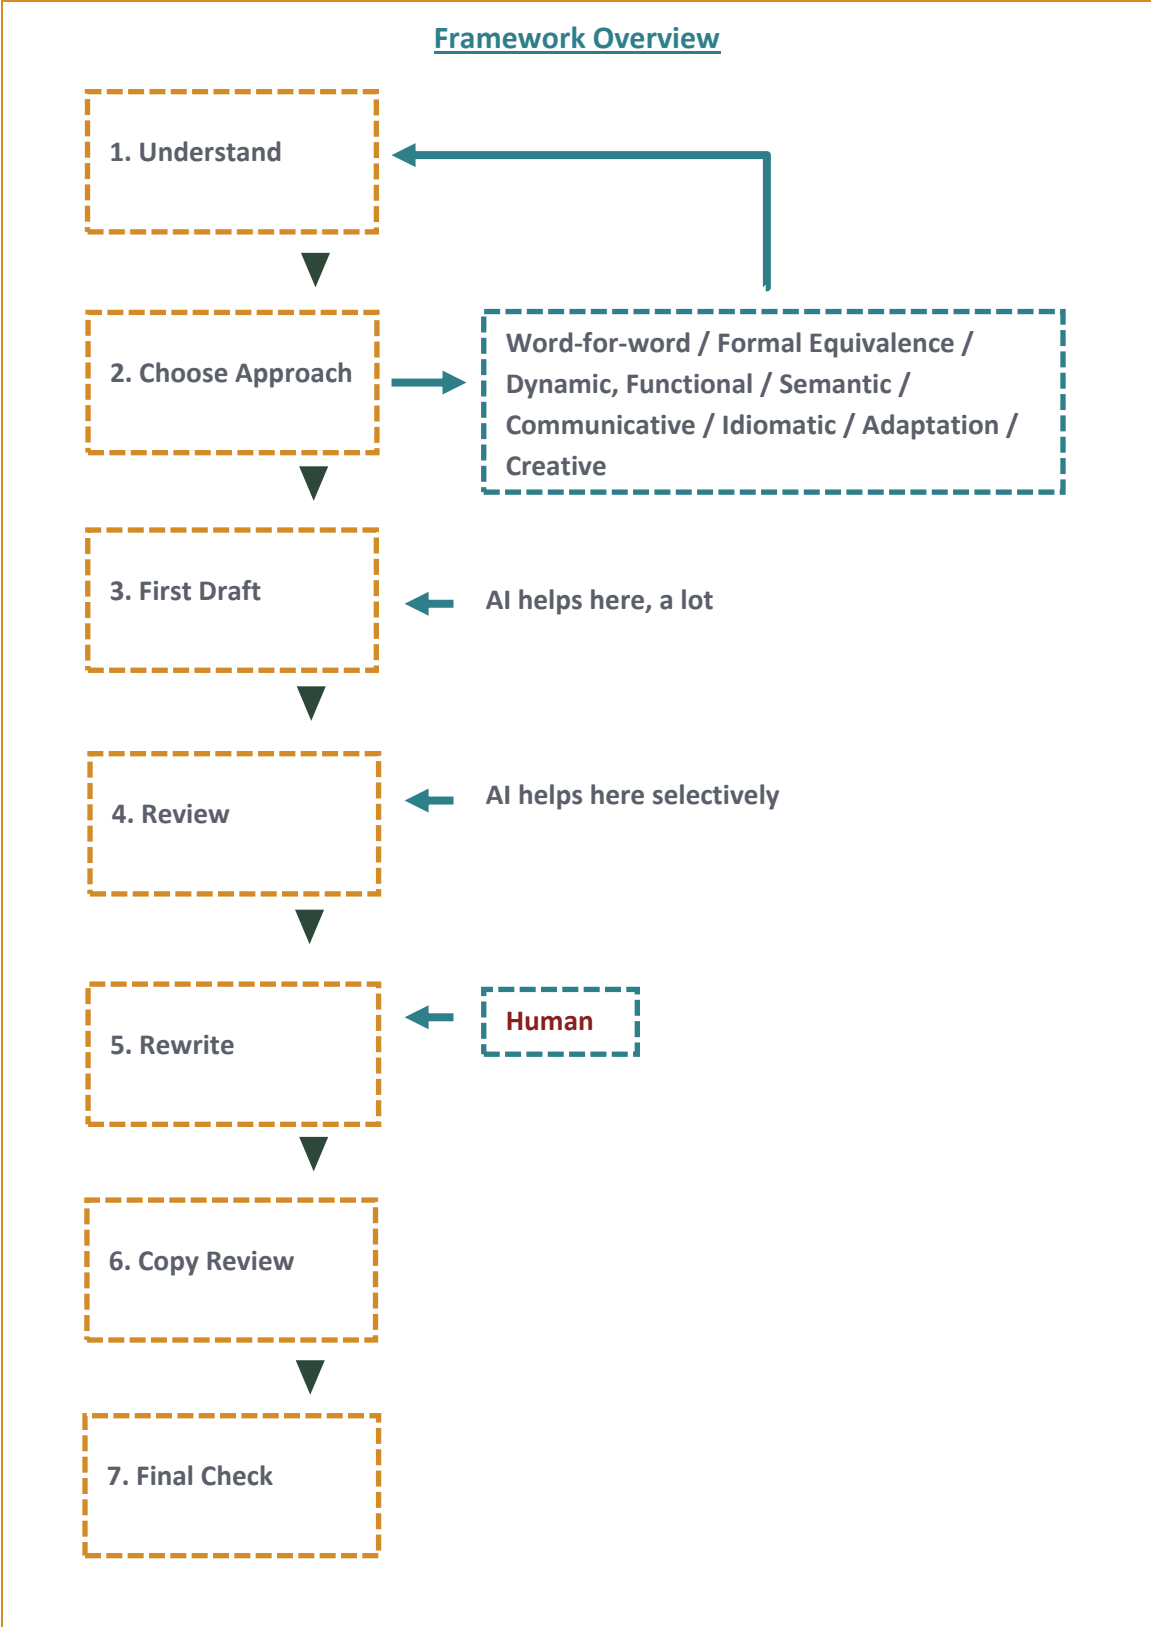 Framework Overview
1. Understand
2. Choose Approach
Word-for-word / Formal Equivalence /
Dynamic, Functional / Semantic /
Communicative / Idiomatic / Adaptation /
Creative
3. First Draft
AI helps here, a lot
4. Review
AI helps here selectively
5. Rewrite
Human
6. Copy Review
7. Final Check